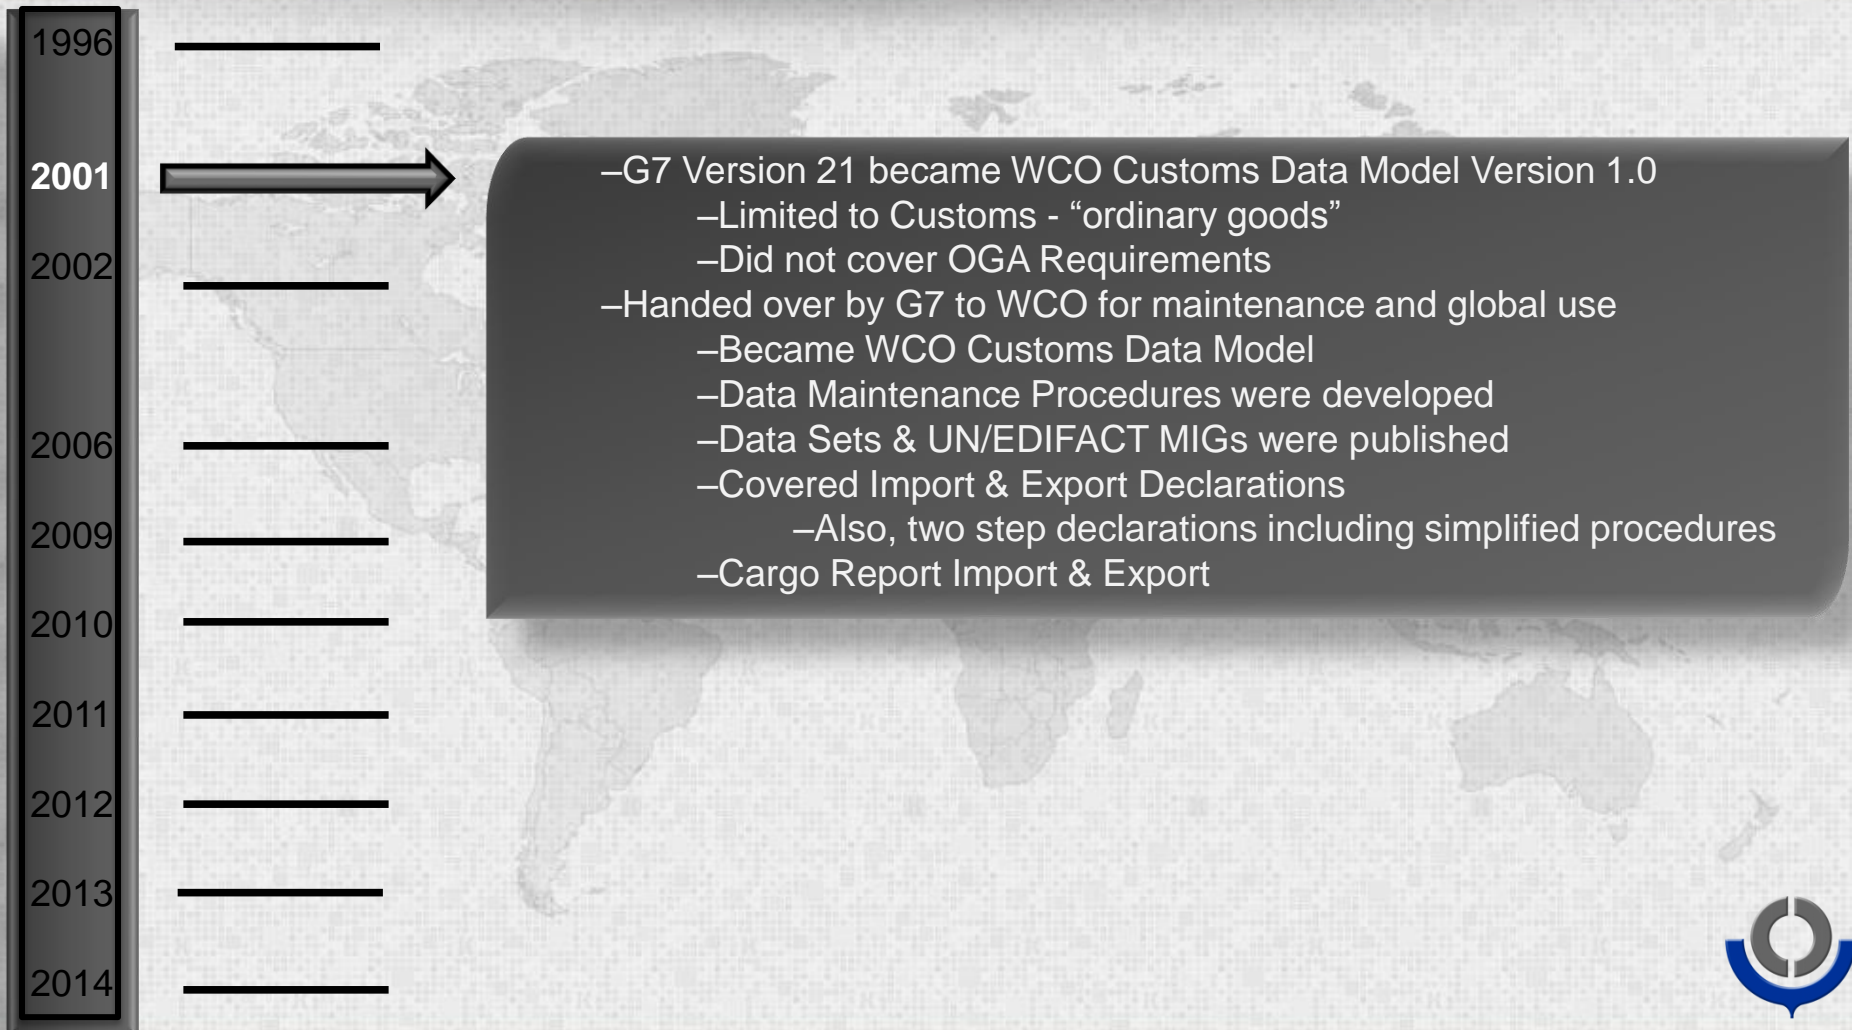 1996
2001
2002
2006
2009
2010
2011
2012
2013
2014
–G7 Version 21 became WCO Customs Data Model Version 1.0
–Limited to Customs - “ordinary goods”
–Did not cover OGA Requirements
–Handed over by G7 to WCO for maintenance and global use
–Became WCO Customs Data Model
–Data Maintenance Procedures were developed
–Data Sets & UN/EDIFACT MIGs were published
–Covered Import & Export Declarations
–Also, two step declarations including simplified procedures
–Cargo Report Import & Export